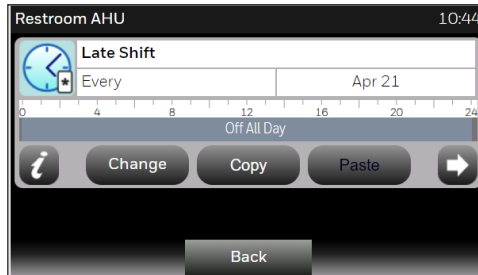 Restroom AHU 10:44
Late Shift
Every Apr 21
0 4 8 12 16 20 24
Off All Day
i Change Copy Paste
Back